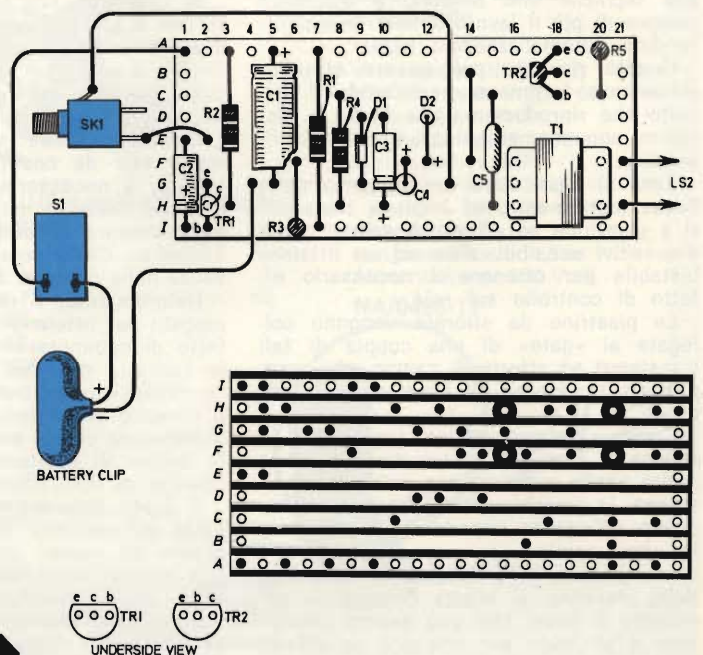 1 2 3 4 5 6 7 8 9 10 12 14 16 18 20 21
A
B
C
D
F
G
H
I
SK1
R2
C1
+
R1
R4
D1
D2
C3
+
+
C4
C5
TR2
e
c
b
R5
T1
S2
C2
+
e
c
b
TR1
R3
S1
+
−
BATTERY CLIP
I
H
G
F
E
D
C
B
A
e c b
TR1
b c
TR2
UNDERSIDE VIEW